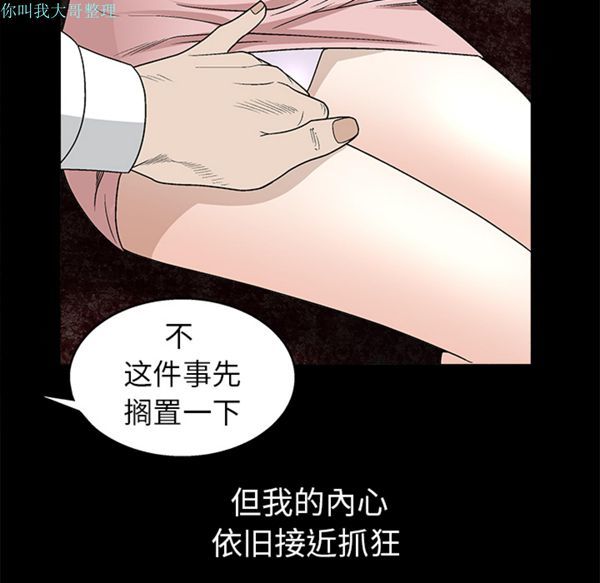 你叫我大哥整理
不
这件事先
搁置一下
但我的內心
依旧接近抓狂